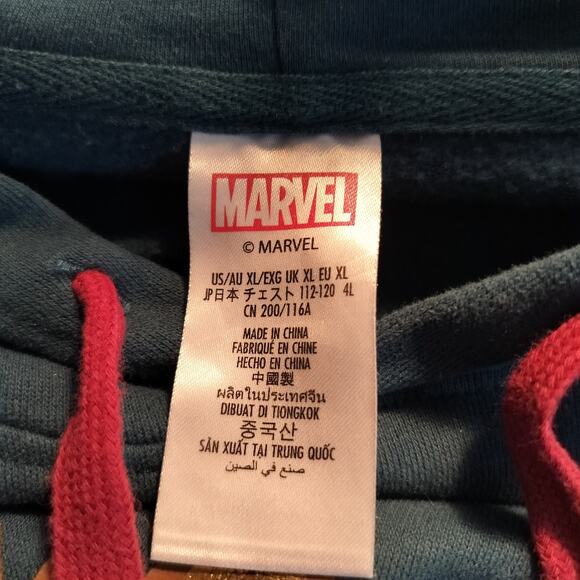 MARVEL
© MARVEL
US/AU XL/EXG UK XL EU XL
JP日本 チェスト 112-120 4L
CN 200/116A
MADE IN CHINA
FABRIQUÉ EN CHINE
HECHO EN CHINA
中國製
ผลิตในประเทศจีน
DIBUAT DI TIONGKOK
중국산
SẢN XUẤT TẠI TRUNG QUỐC
صنع في الصين